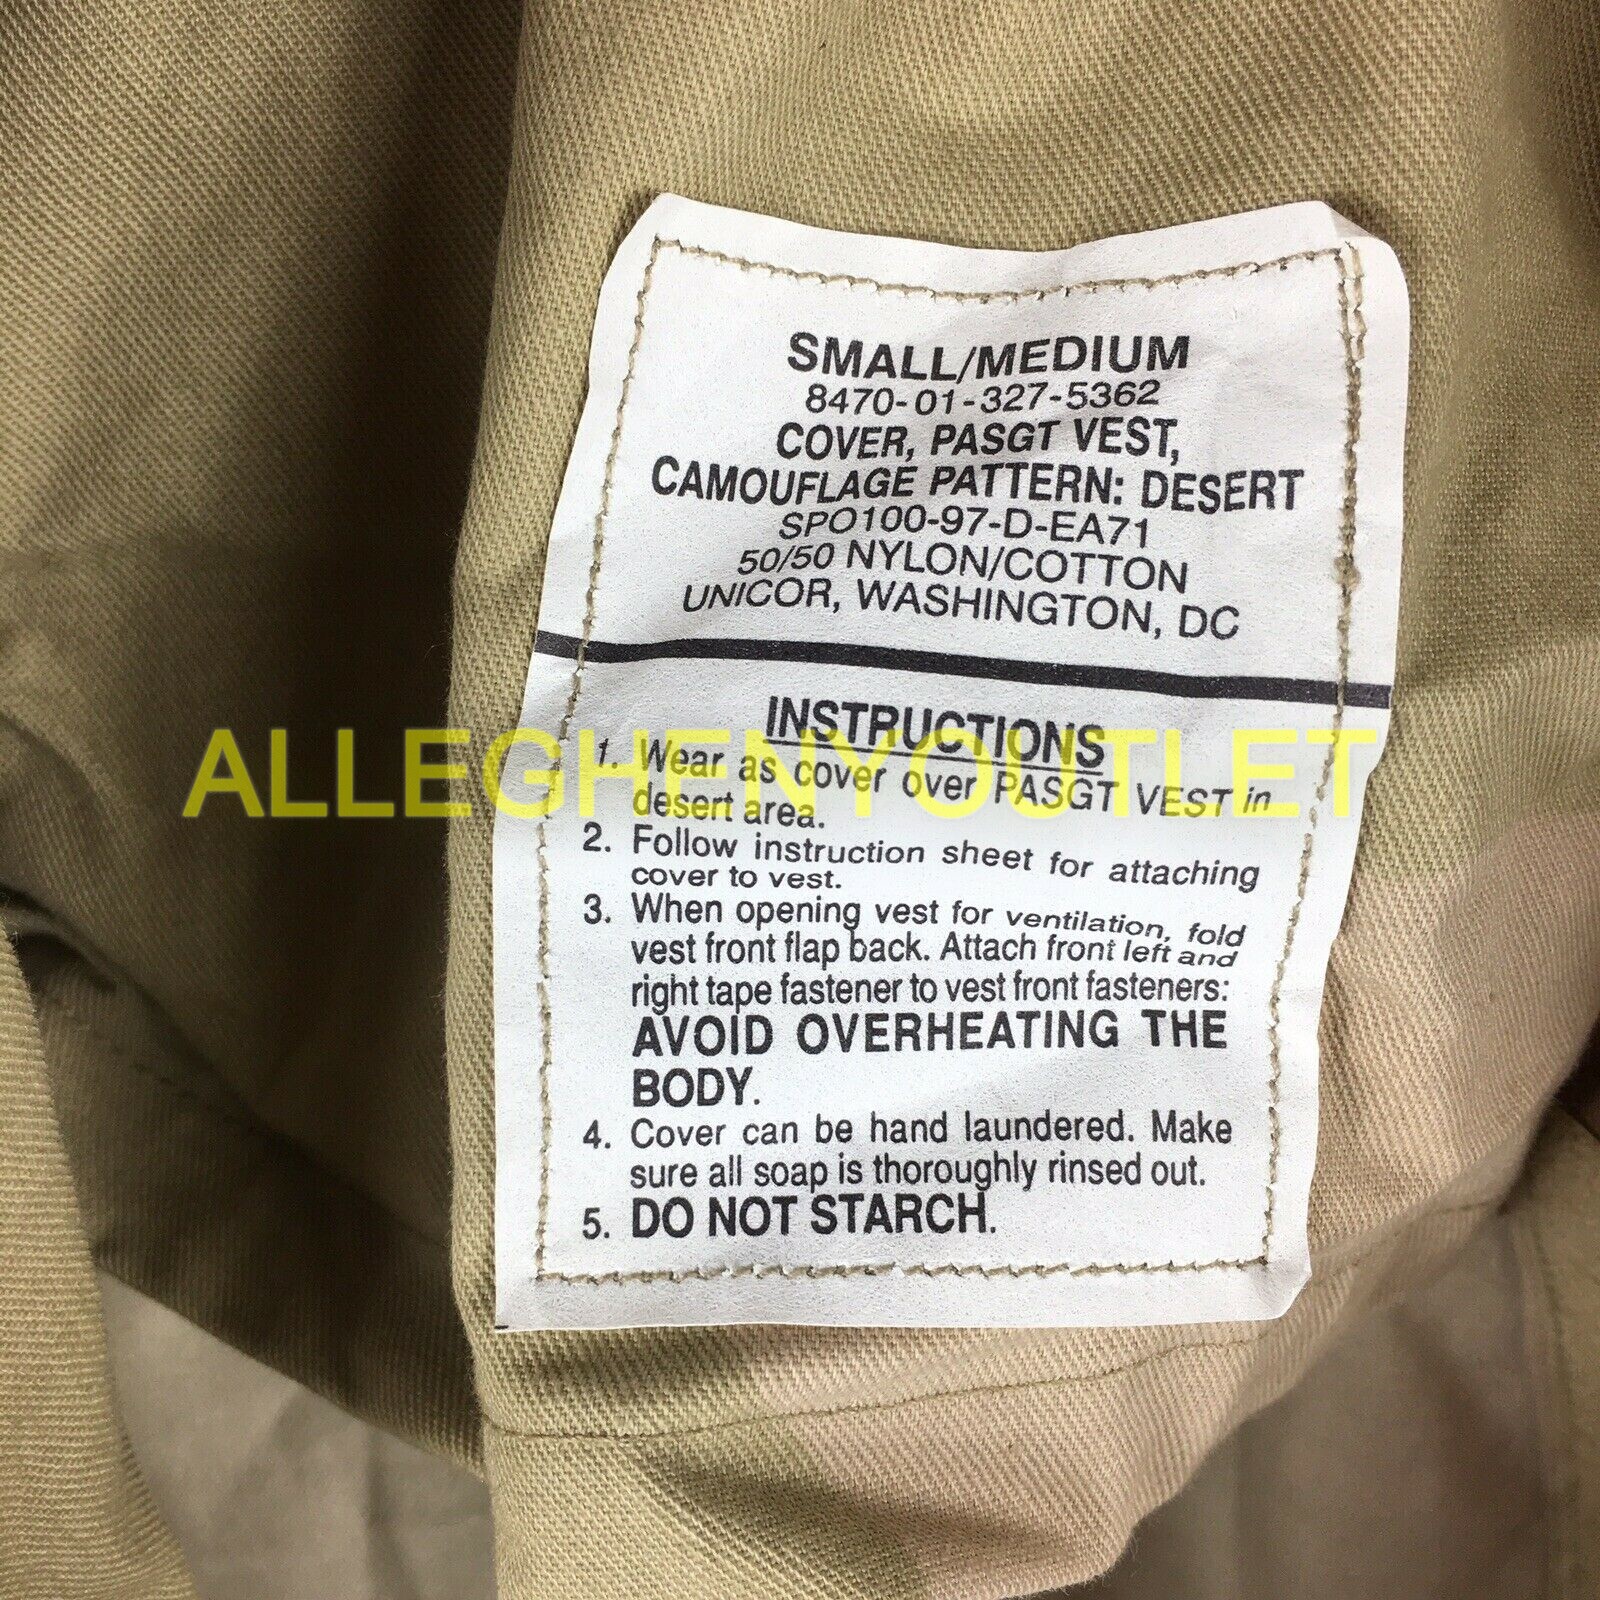 SMALL/MEDIUM
8470-01-327-5362
COVER, PASGT VEST,
CAMOUFLAGE PATTERN: DESERT
SPO100-97-D-EA71
50/50 NYLON/COTTON
UNICOR, WASHINGTON, DC
INSTRUCTIONS
ALLEGHENYOUTLET
1. Wear as cover over PASGT VEST in
desert area.
2. Follow instruction sheet for attaching
cover to vest.
3. When opening vest for ventilation, fold
vest front flap back. Attach front left and
right tape fastener to vest front fasteners:
AVOID OVERHEATING THE
BODY.
4. Cover can be hand laundered. Make
sure all soap is thoroughly rinsed out.
5. DO NOT STARCH.